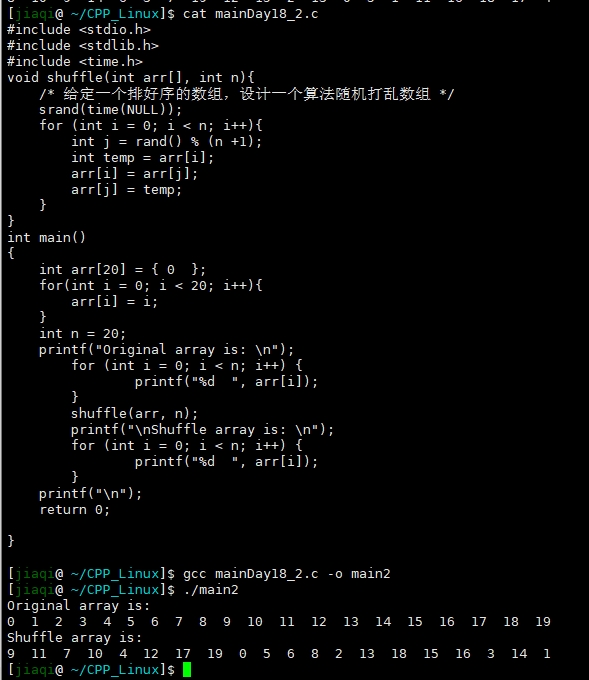 [jiaqi@ ~/CPP_Linux]$ cat mainDay18_2.c
#include <stdio.h>
#include <stdlib.h>
#include <time.h>
void shuffle(int arr[], int n){
    /* 给定一个排好序的数组，设计一个算法随机打乱数组 */
    srand(time(NULL));
    for (int i = 0; i < n; i++){
        int j = rand() % (n +1);
        int temp = arr[i];
        arr[i] = arr[j];
        arr[j] = temp;
    }
}
int main()
{
    int arr[20] = { 0  };
    for(int i = 0; i < 20; i++){
        arr[i] = i;
    }
    int n = 20;
    printf("Original array is: \n");
        for (int i = 0; i < n; i++) {
                printf("%d  ", arr[i]);
        }
        shuffle(arr, n);
        printf("\nShuffle array is: \n");
        for (int i = 0; i < n; i++) {
                printf("%d  ", arr[i]);
        }
    printf("\n");
    return 0;

}

[jiaqi@ ~/CPP_Linux]$ gcc mainDay18_2.c -o main2
[jiaqi@ ~/CPP_Linux]$ ./main2
Original array is:
0  1  2  3  4  5  6  7  8  9  10  11  12  13  14  15  16  17  18  19
Shuffle array is:
9  11  7  10  4  12  17  19  0  5  6  8  2  13  18  15  16  3  14  1
[jiaqi@ ~/CPP_Linux]$